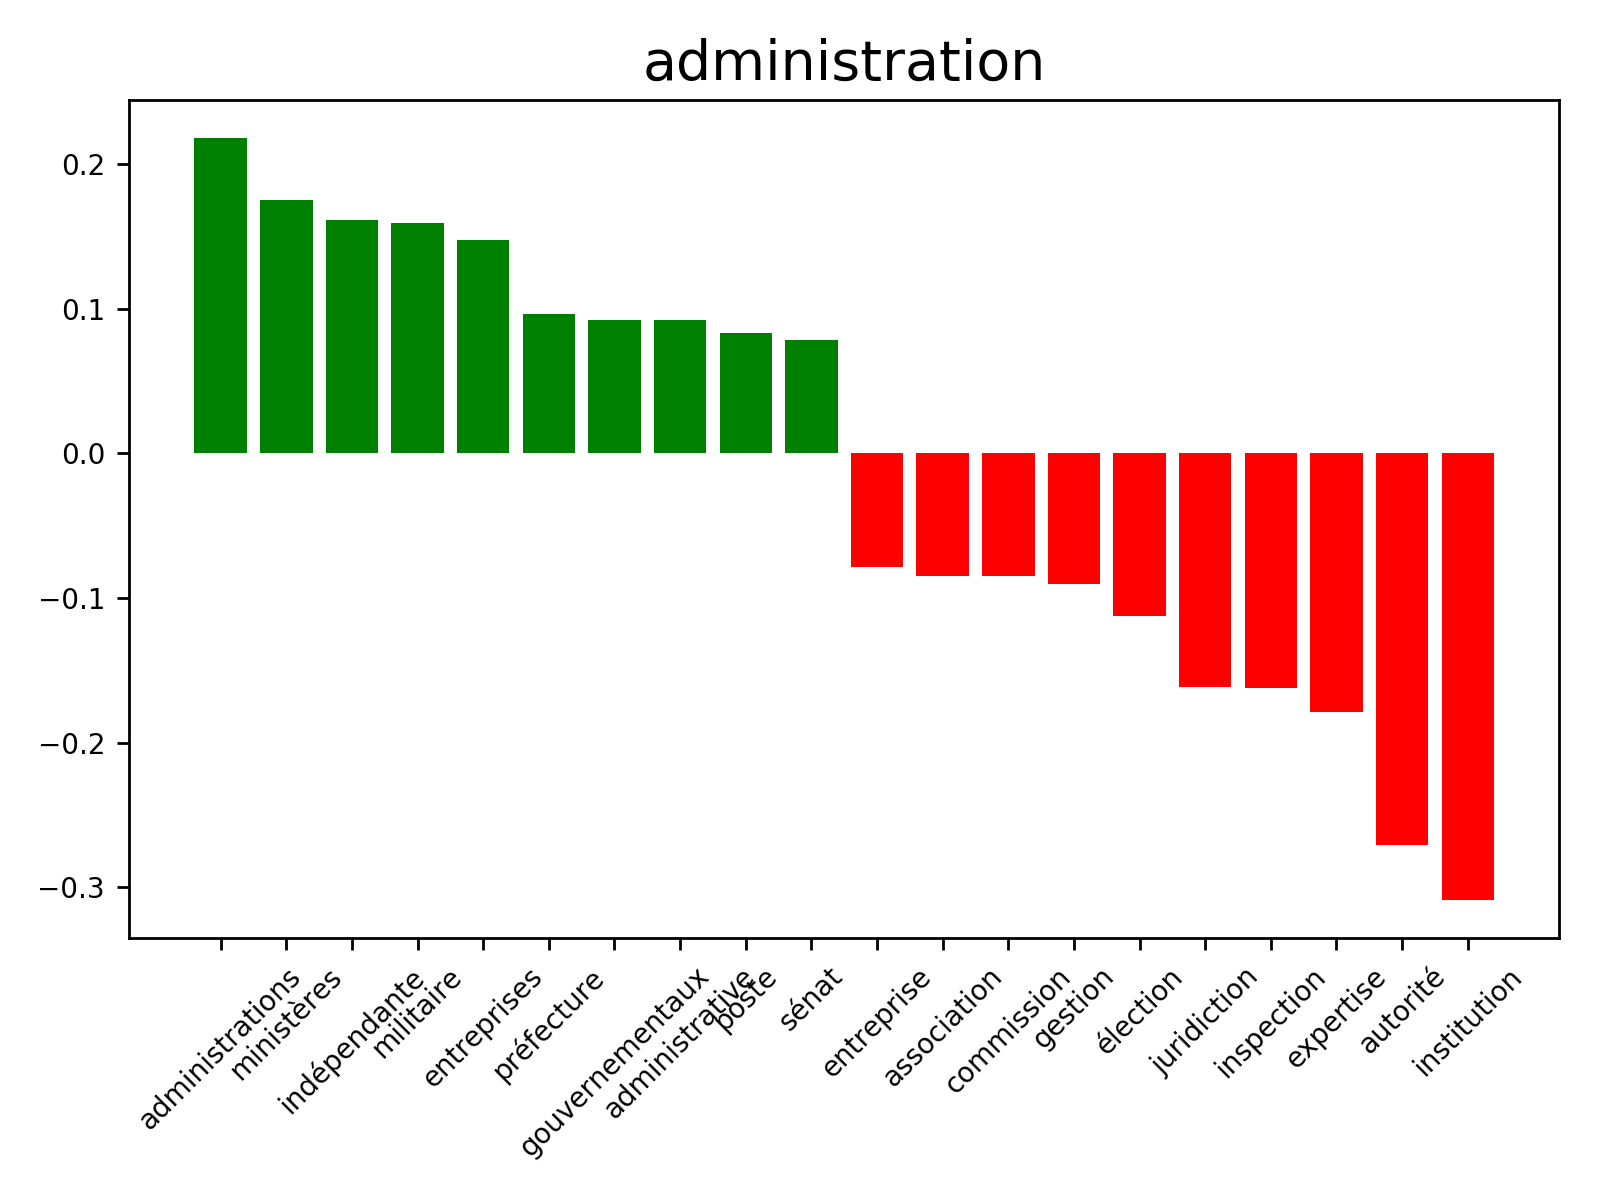 administration
0.2
0.1
0.0
−0.1
−0.2
−0.3
administrations
ministères
indépendante
militaire
entreprises
préfecture
gouvernementaux
administrative
poste
sénat
entreprise
association
commission
gestion
élection
juridiction
inspection
expertise
autorité
institution